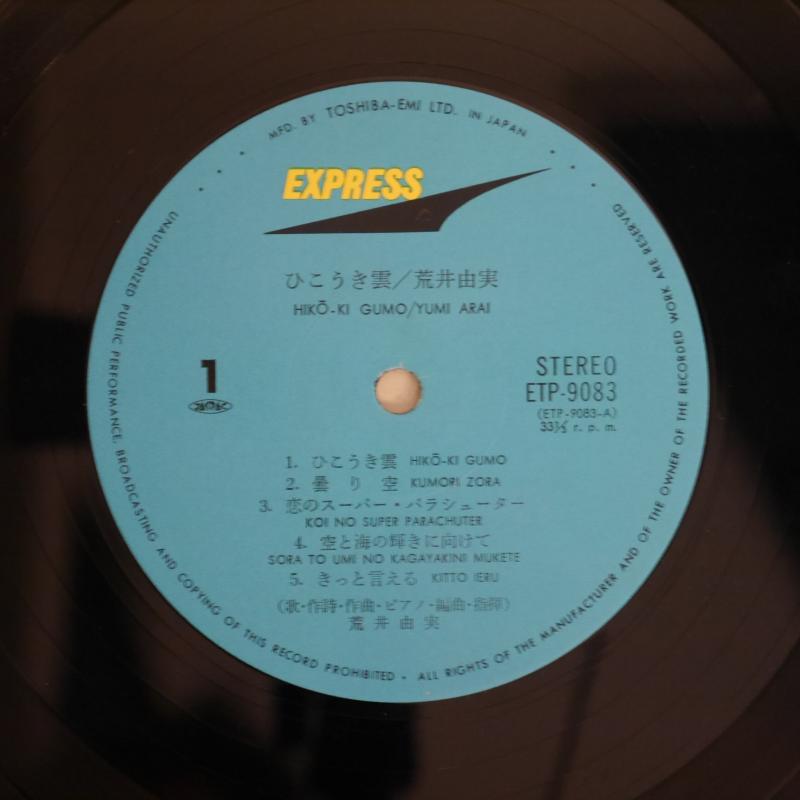 MFD. BY TOSHIBA-EMI LTD. IN JAPAN
EXPRESS
ひこうき雲/荒井由実
HIKŌ-KI GUMO/YUMI ARAI
1
STEREO
ETP-9083
(ETP-9083-A)
33⅓ r. p. m.
1. ひこうき雲 HIKŌ-KI GUMO
2.曇り空 KUMORI ZORA
3. 恋のスーパー・パラシューター
KOI NO SUPER PARACHUTER
4. 空と海の輝きに向けて
SORA TO UMI NO KAGAYAKINI MUKETE
5. きっと言える KITTO IERU
(歌・作詩・作曲・ピアノ・編曲・指揮)
荒井由実
UNAUTHORIZED PUBLIC PERFORMANCE, BROADCASTING AND COPYING OF THIS RECORD PROHIBITED • ALL RIGHTS OF THE MANUFACTURER AND OF THE OWNER OF THE RECORDED WORK ARE RESERVED